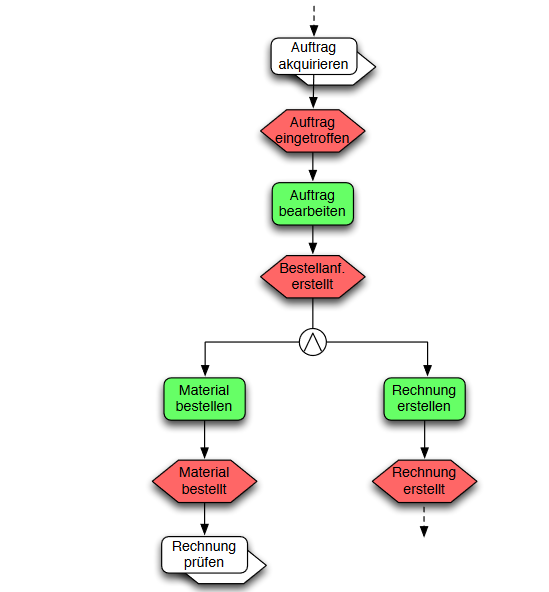 Auftrag
akquirieren
Auftrag
eingetroffen
Auftrag
bearbeiten
Bestellanf.
erstellt
Material
bestellen
Rechnung
erstellen
Material
bestellt
Rechnung
erstellt
Rechnung
prüfen